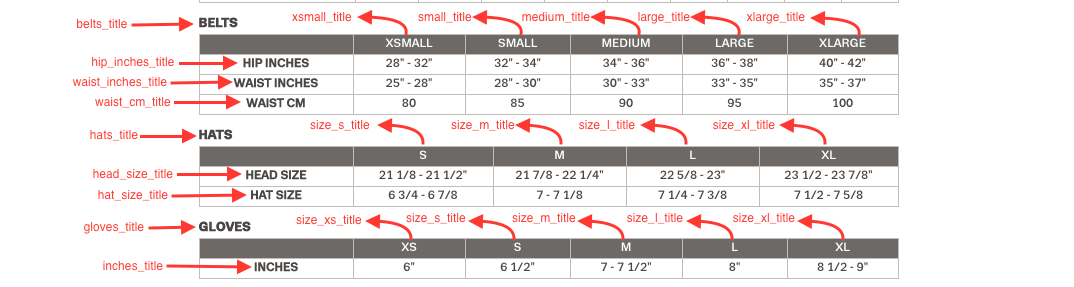 xsmall_title small_title medium_title large_title xlarge_title
belts_title BELTS
XSMALL SMALL MEDIUM LARGE XLARGE
hip_inches_title HIP INCHES 28" - 32" 32" - 34" 34" - 36" 36" - 38" 40" - 42"
waist_inches_title WAIST INCHES 25" - 28" 28" - 30" 30" - 33" 33" - 35" 35" - 37"
waist_cm_title WAIST CM 80 85 90 95 100
size_s_title size_m_title size_l_title size_xl_title
hats_title HATS
S M L XL
head_size_title HEAD SIZE 21 1/8 - 21 1/2" 21 7/8 - 22 1/4" 22 5/8 - 23" 23 1/2 - 23 7/8"
hat_size_title HAT SIZE 6 3/4 - 6 7/8 7 - 7 1/8 7 1/4 - 7 3/8 7 1/2 - 7 5/8
size_xs_title size_s_title size_m_title size_l_title size_xl_title
gloves_title GLOVES
XS S M L XL
inches_title INCHES 6" 6 1/2" 7 - 7 1/2" 8" 8 1/2 - 9"